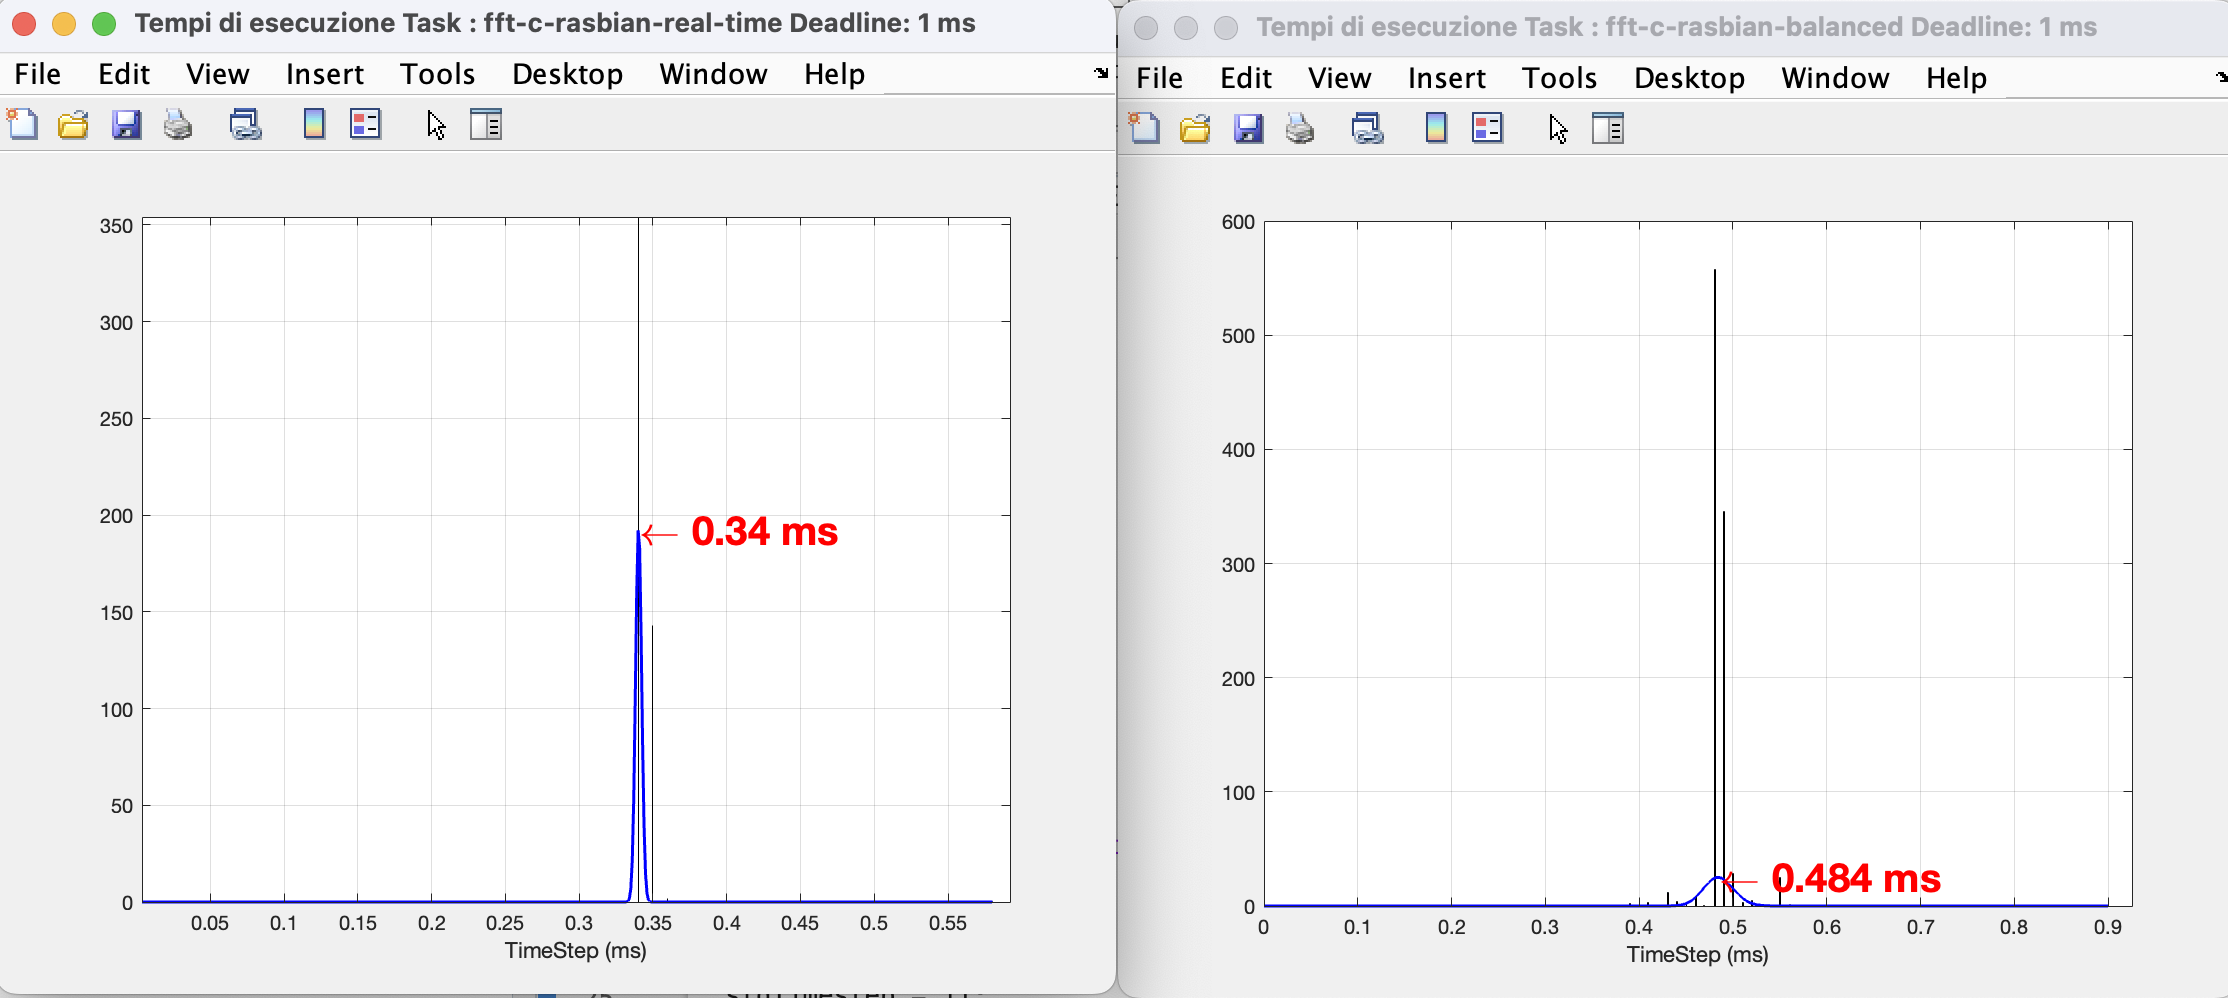 Tempi di esecuzione Task : fft-c-rasbian-real-time Deadline: 1 ms
File Edit View Insert Tools Desktop Window Help
350
300
250
200
150
100
50
0
0.34 ms
0.05 0.1 0.15 0.2 0.25 0.3 0.35 0.4 0.45 0.5 0.55
TimeStep (ms)
Tempi di esecuzione Task : fft-c-rasbian-balanced Deadline: 1 ms
File Edit View Insert Tools Desktop Window Help
600
500
400
300
200
100
0
0.484 ms
0 0.1 0.2 0.3 0.4 0.5 0.6 0.7 0.8 0.9
TimeStep (ms)